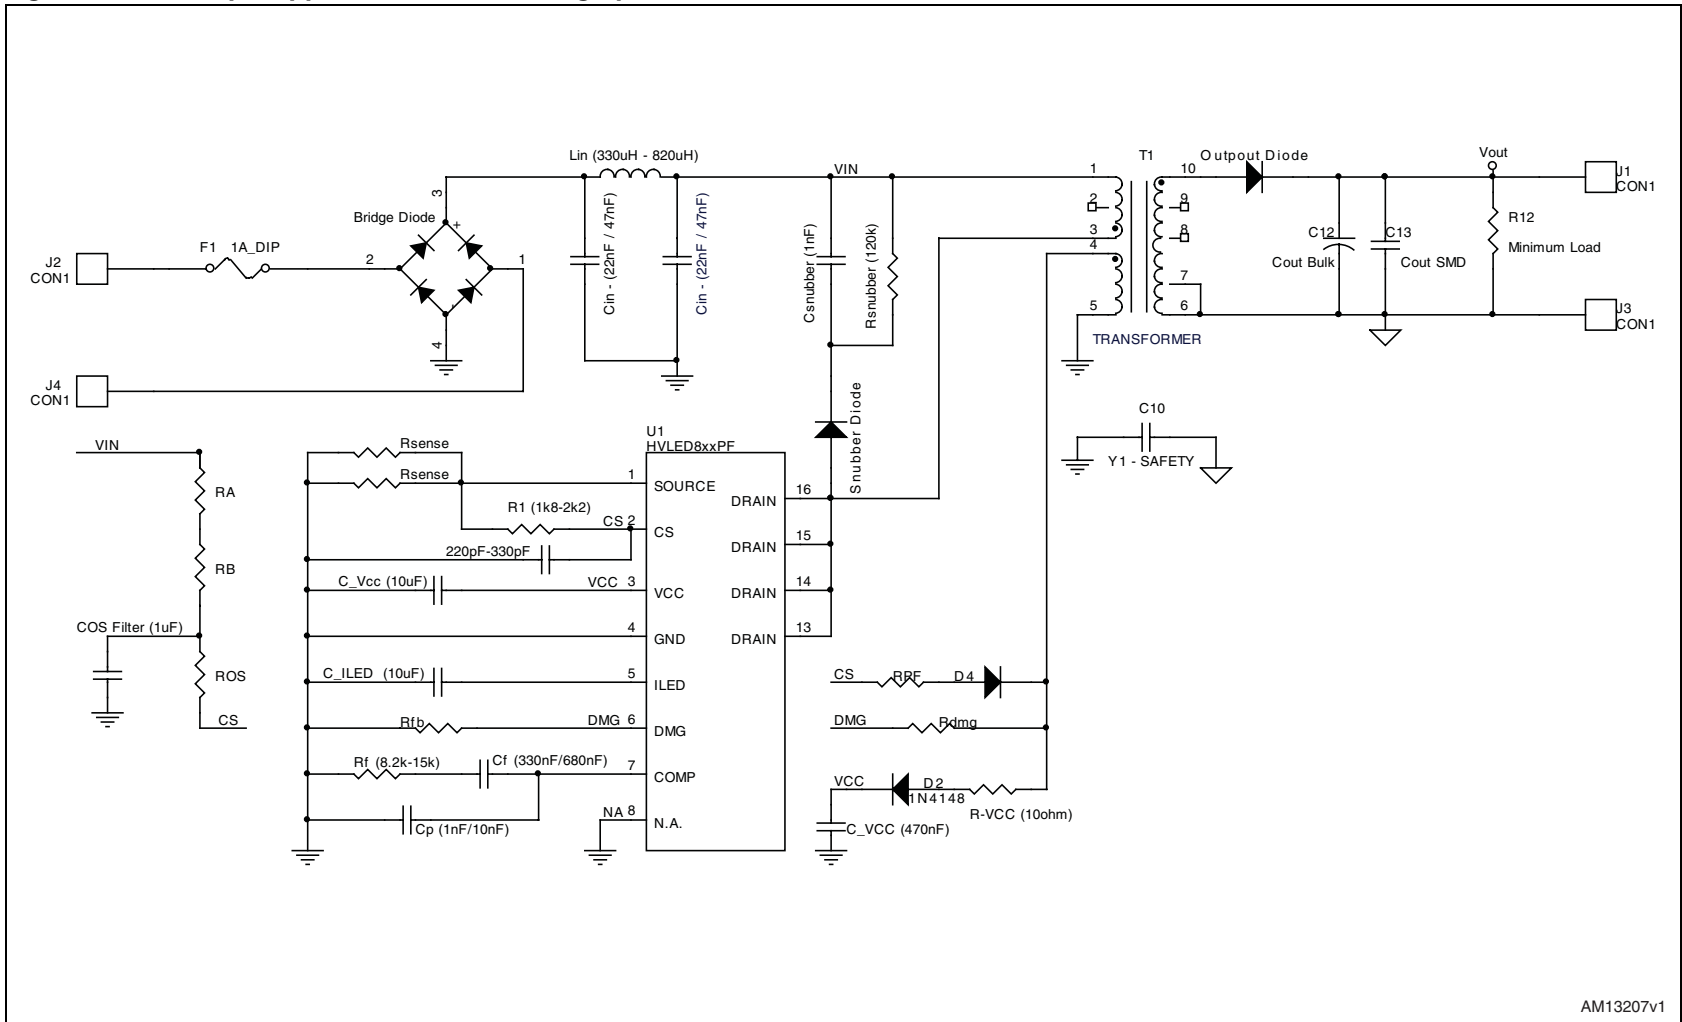 Lin (330uH - 820uH)
VIN
1
T1
10
Outpout Diode
Vout
J1
CON1
3
Bridge Diode
+
Cin - (22nF / 47nF)
Cin - (22nF / 47nF)
Csnubber (1nF)
Rsnubber (120k)
2
9
3
8
4
R12
Minimum Load
C12
Cout Bulk
C13
Cout SMD
F1 1A_DIP
J2
CON1
2
1
-
7
5
6
J3
CON1
TRANSFORMER
4
J4
CON1
Snubber Diode
C10
Y1 - SAFETY
VIN
RA
RB
COS Filter (1uF)
ROS
CS
U1
HVLED8xxPF
Rsense
Rsense
1
SOURCE
R1 (1k8-2k2)
CS 2
CS
220pF-330pF
C_Vcc (10uF)
VCC 3
VCC
4
GND
C_ILED (10uF)
5
ILED
Rfb
DMG 6
DMG
Rf (8.2k-15k)
Cf (330nF/680nF)
7
COMP
Cp (1nF/10nF)
NA 8
N.A.
DRAIN
16
DRAIN
15
DRAIN
14
DRAIN
13
CS
RPF
D4
DMG
Rdmg
VCC
D2
1N4148
R-VCC (10ohm)
C_VCC (470nF)
AM13207v1